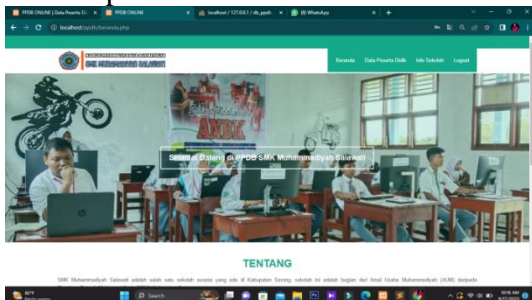 PPDB ONLINE | Data Peserta Di
PPDB ONLINE
localhost / 127.0.0.1 / db_ppdb
WhatsApp
localhost/ppdb/beranda.php
SMK MUHAMMADIYAH SALAWATI
Beranda Data Peserta Didik Info Sekolah Logout
ANBK
Selamat Datang di PPDB SMK Muhammadiyah Salawati
TENTANG
SMK Muhammadiyah Salawati adalah salah satu sekolah swasta yang ada di Kabupaten Sorong, sekolah ini adalah bagian dari Amal Usaha Muhammadiyah (AUM) daripada
Search